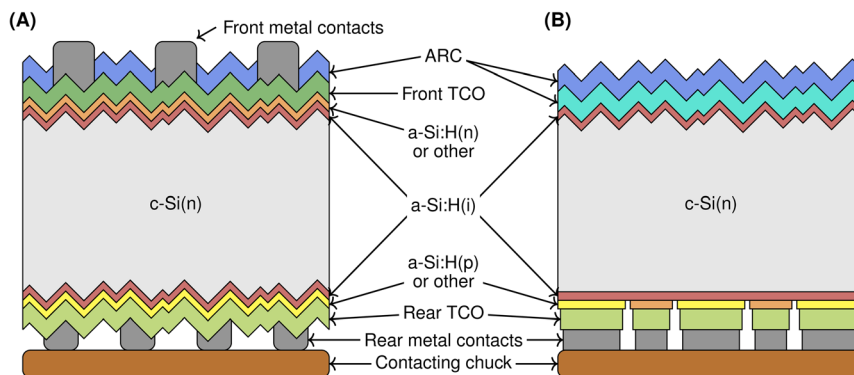 (A)
Front metal contacts
(B)
ARC
Front TCO
a-Si:H(n)
or other
c-Si(n)
a-Si:H(i)
c-Si(n)
a-Si:H(p)
or other
Rear TCO
Rear metal contacts
Contacting chuck